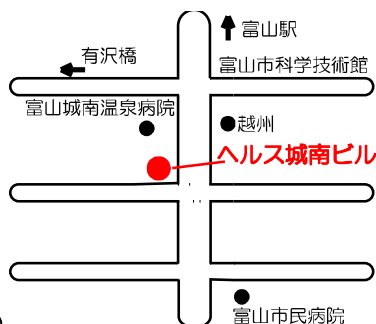 富山駅
有沢橋
富山市科学技術館
富山城南温泉病院
越州
ヘルス城南ビル
富山市民病院